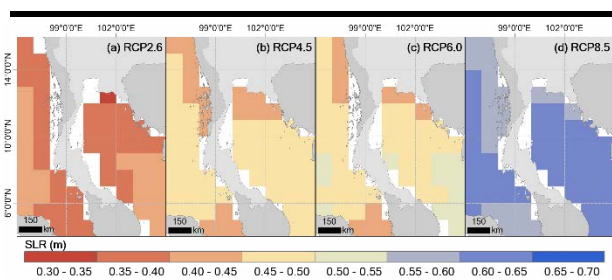 99°0'0"E 102°0'0"E 99°0'0"E 102°0'0"E 99°0'0"E 102°0'0"E 99°0'0"E 102°0'0"E
(a) RCP2.6 (b) RCP4.5 (c) RCP6.0 (d) RCP8.5
14°0'0"N
10°0'0"N
6°0'0"N
150 km 150 km 150 km 150 km
SLR (m)
0.30 - 0.35 0.35 - 0.40 0.40 - 0.45 0.45 - 0.50 0.50 - 0.55 0.55 - 0.60 0.60 - 0.65 0.65 - 0.70